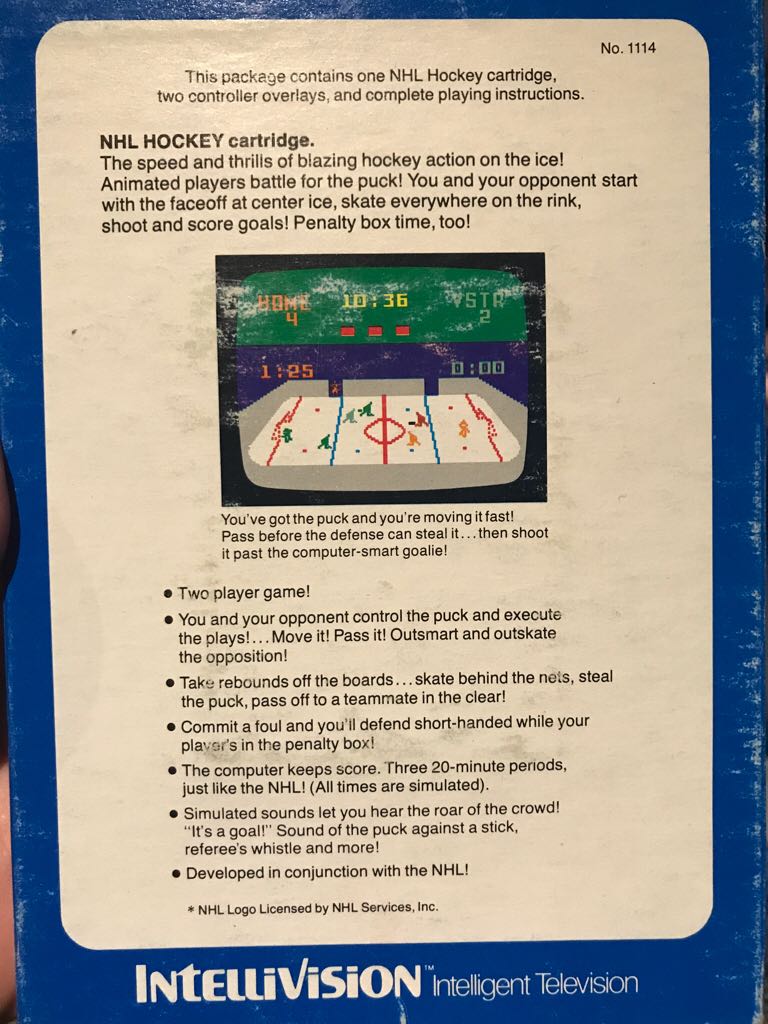 No. 1114
This package contains one NHL Hockey cartridge,
two controller overlays, and complete playing instructions.
NHL HOCKEY cartridge.
The speed and thrills of blazing hockey action on the ice!
Animated players battle for the puck! You and your opponent start
with the faceoff at center ice, skate everywhere on the rink,
shoot and score goals! Penalty box time, too!
HOME 10:36 VSTR
4 2
1:25 0:00
You've got the puck and you're moving it fast!
Pass before the defense can steal it...then shoot
it past the computer-smart goalie!
• Two player game!
• You and your opponent control the puck and execute
the plays!...Move it! Pass it! Outsmart and outskate
the opposition!
• Take rebounds off the boards...skate behind the nets, steal
the puck, pass off to a teammate in the clear!
• Commit a foul and you'll defend short-handed while your
player's in the penalty box!
• The computer keeps score. Three 20-minute periods,
just like the NHL! (All times are simulated).
• Simulated sounds let you hear the roar of the crowd!
"It's a goal!" Sound of the puck against a stick,
referee's whistle and more!
• Developed in conjunction with the NHL!
* NHL Logo Licensed by NHL Services, Inc.
INTELLIVISION™ Intelligent Television